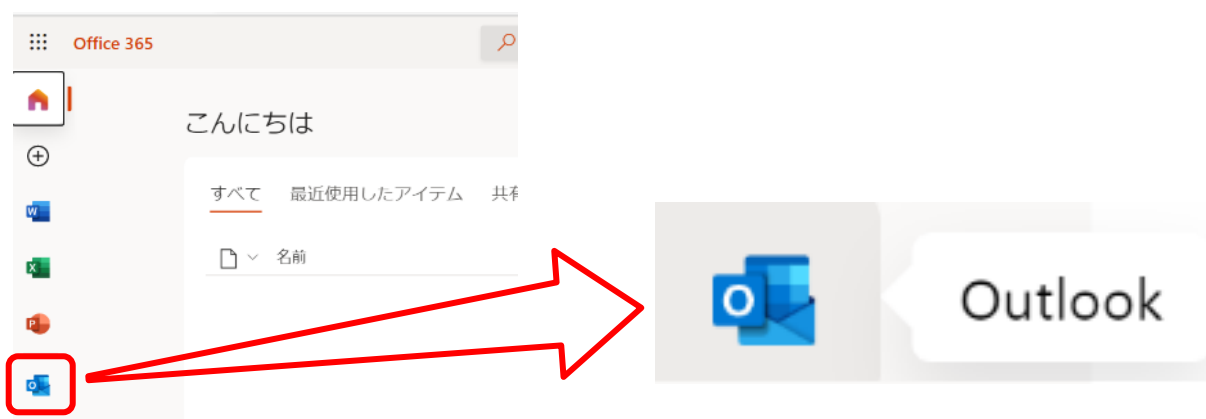 Office 365
こんにちは
すべて 最近使用したアイテム 共有
名前
W
X
P
O
O
Outlook